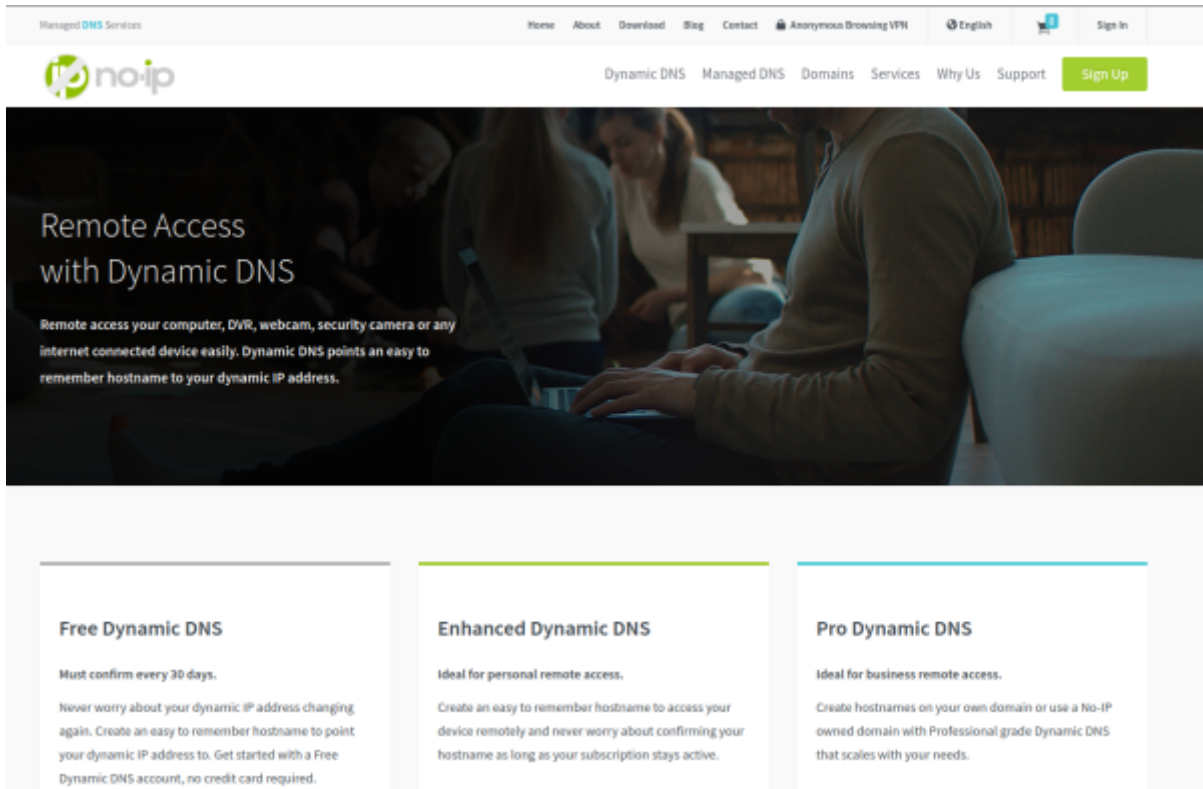 Managed DNS Services
Home About Download Blog Contact Anonymous Browsing VPN English 0 Sign In
no-ip
Dynamic DNS Managed DNS Domains Services Why Us Support Sign Up
Remote Access
with Dynamic DNS
Remote access your computer, DVR, webcam, security camera or any
internet connected device easily. Dynamic DNS points an easy to
remember hostname to your dynamic IP address.
Free Dynamic DNS
Must confirm every 30 days.
Never worry about your dynamic IP address changing
again. Create an easy to remember hostname to point
your dynamic IP address to. Get started with a Free
Dynamic DNS account, no credit card required.
Enhanced Dynamic DNS
Ideal for personal remote access.
Create an easy to remember hostname to access your
device remotely and never worry about confirming your
hostname as long as your subscription stays active.
Pro Dynamic DNS
Ideal for business remote access.
Create hostnames on your own domain or use a No-IP
owned domain with Professional grade Dynamic DNS
that scales with your needs.